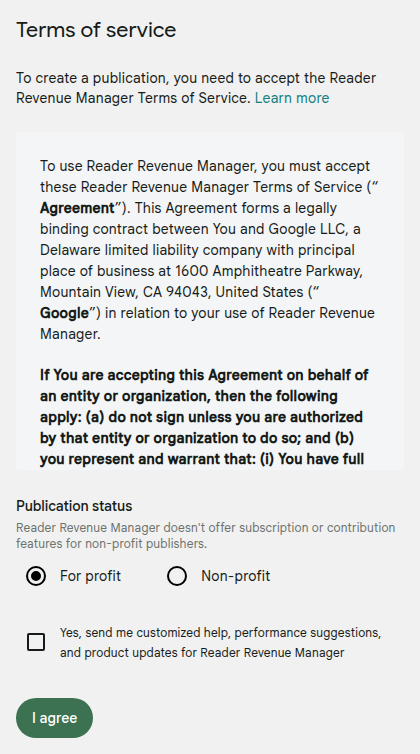 Terms of service
To create a publication, you need to accept the Reader
Revenue Manager Terms of Service. Learn more
To use Reader Revenue Manager, you must accept
these Reader Revenue Manager Terms of Service (“
Agreement”). This Agreement forms a legally
binding contract between You and Google LLC, a
Delaware limited liability company with principal
place of business at 1600 Amphitheatre Parkway,
Mountain View, CA 94043, United States (“
Google”) in relation to your use of Reader Revenue
Manager.
If You are accepting this Agreement on behalf of
an entity or organization, then the following
apply: (a) do not sign unless you are authorized
by that entity or organization to do so; and (b)
you represent and warrant that: (i) You have full
Publication status
Reader Revenue Manager doesn't offer subscription or contribution
features for non-profit publishers.
For profit Non-profit
Yes, send me customized help, performance suggestions,
and product updates for Reader Revenue Manager
I agree